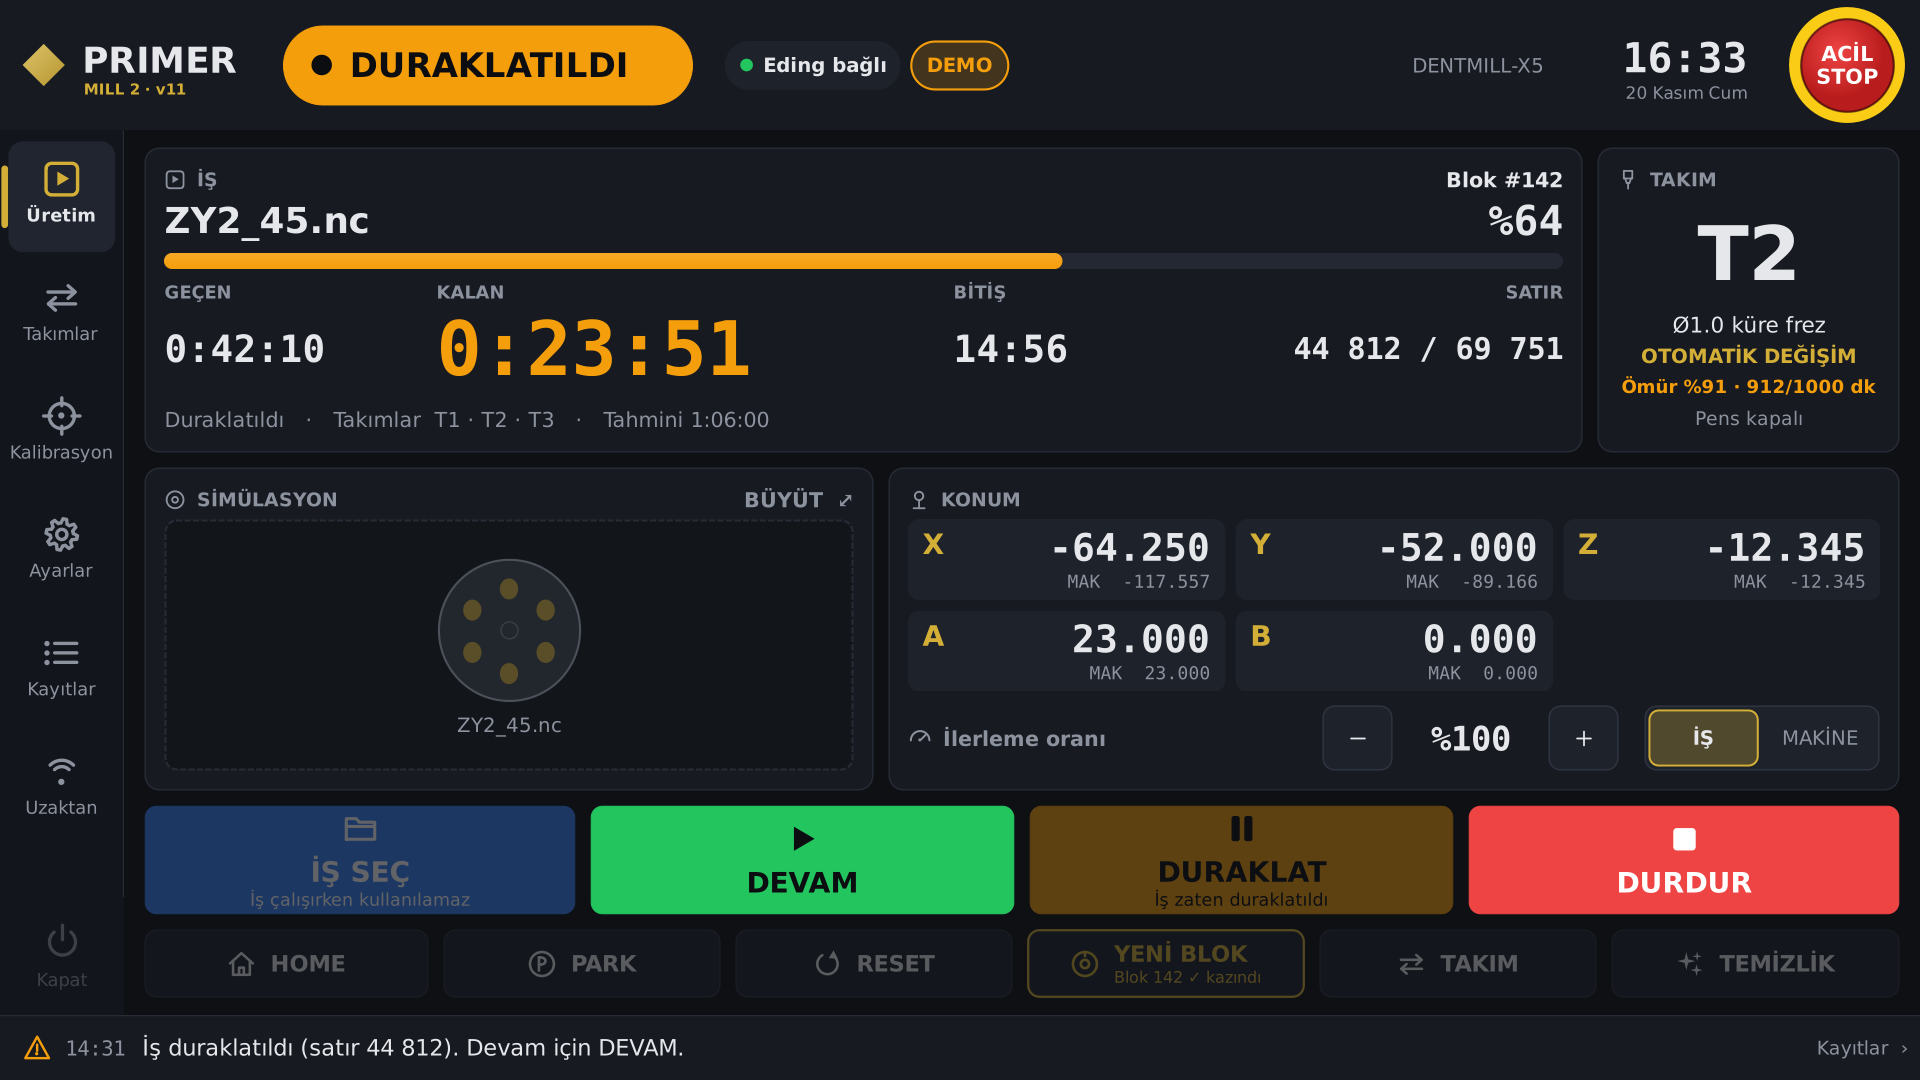 PRIMER
MILL 2 · v11
DURAKLATILDI
Eding bağlı
DEMO
DENTMILL-X5
16:33
20 Kasım Cum
ACİL
STOP
Üretim
Takımlar
Kalibrasyon
Ayarlar
Kayıtlar
Uzaktan
Kapat
İŞ
Blok #142
ZY2_45.nc
%64
GEÇEN
KALAN
BİTİŞ
SATIR
0:42:10
0:23:51
14:56
44 812 / 69 751
Duraklatıldı · Takımlar T1 · T2 · T3 · Tahmini 1:06:00
TAKIM
T2
Ø1.0 küre frez
OTOMATİK DEĞİŞİM
Ömür %91 · 912/1000 dk
Pens kapalı
SİMÜLASYON
BÜYÜT ⤢
ZY2_45.nc
KONUM
X -64.250
MAK -117.557
Y -52.000
MAK -89.166
Z -12.345
MAK -12.345
A 23.000
MAK 23.000
B 0.000
MAK 0.000
İlerleme oranı
− %100 +
İŞ
MAKİNE
İŞ SEÇ
İş çalışırken kullanılamaz
DEVAM
DURAKLAT
İş zaten duraklatıldı
DURDUR
HOME
PARK
RESET
YENİ BLOK
Blok 142 ✓ kazındı
TAKIM
TEMİZLİK
14:31 İş duraklatıldı (satır 44 812). Devam için DEVAM.
Kayıtlar ›